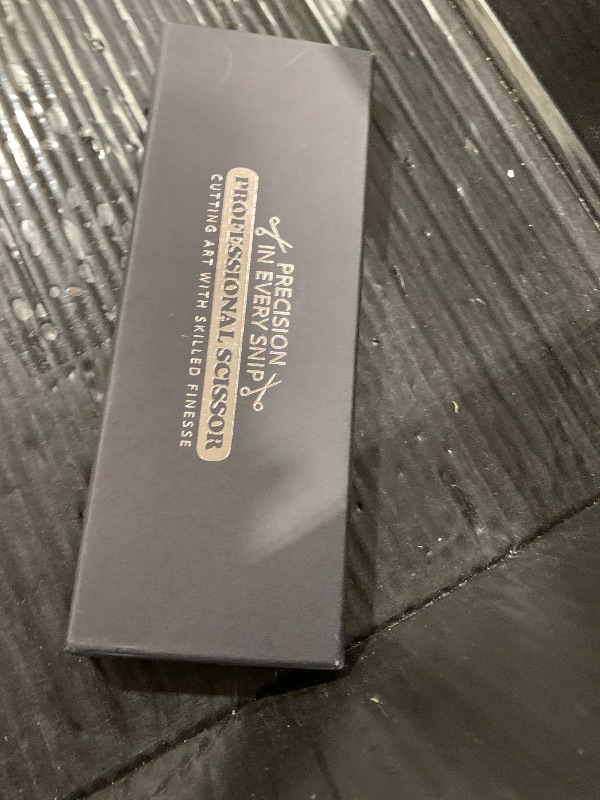 PRECISION
IN EVERY SNIP
PROFESSIONAL SCISSOR
CUTTING ART WITH SKILLED FINESSE